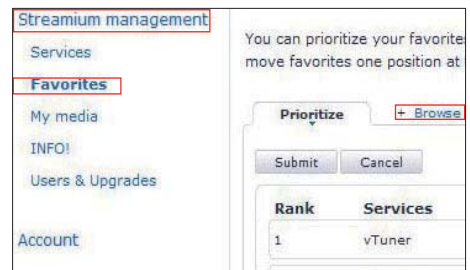 Streamium management
Services
Favorites
My media
INFO!
Users & Upgrades
Account
You can prioritize your favorite
move favorites one position at
Prioritize
+ Browse
Submit Cancel
Rank Services
1 vTuner